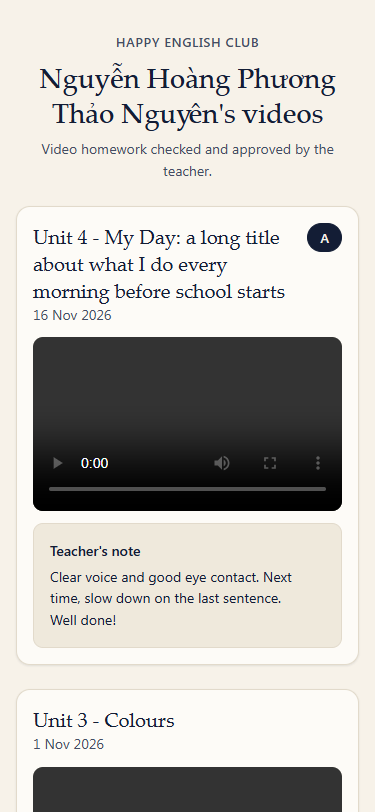 HAPPY ENGLISH CLUB
Nguyễn Hoàng Phương
Thảo Nguyên's videos
Video homework checked and approved by the
teacher.
Unit 4 - My Day: a long title
about what I do every
morning before school starts
A
16 Nov 2026
0:00
Teacher's note
Clear voice and good eye contact. Next
time, slow down on the last sentence.
Well done!
Unit 3 - Colours
1 Nov 2026